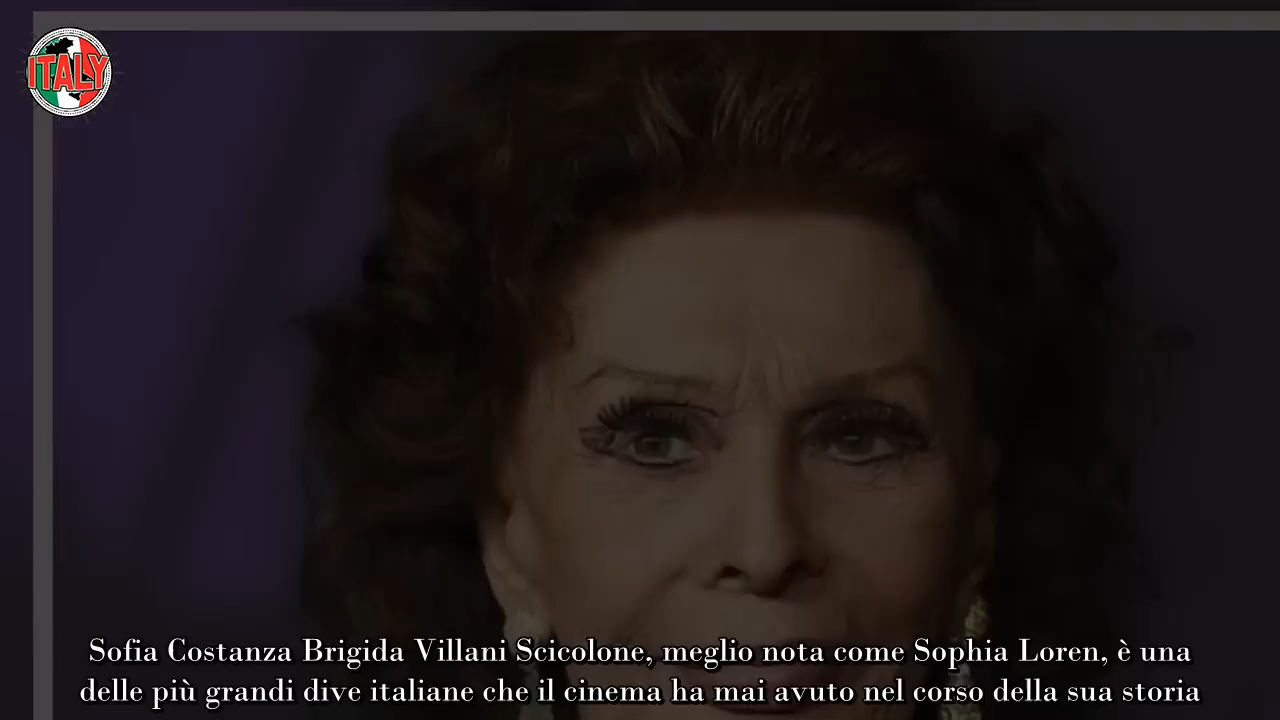 ITALY
Sofia Costanza Brigida Villani Scicolone, meglio nota come Sophia Loren, è una
delle più grandi dive italiane che il cinema ha mai avuto nel corso della sua storia